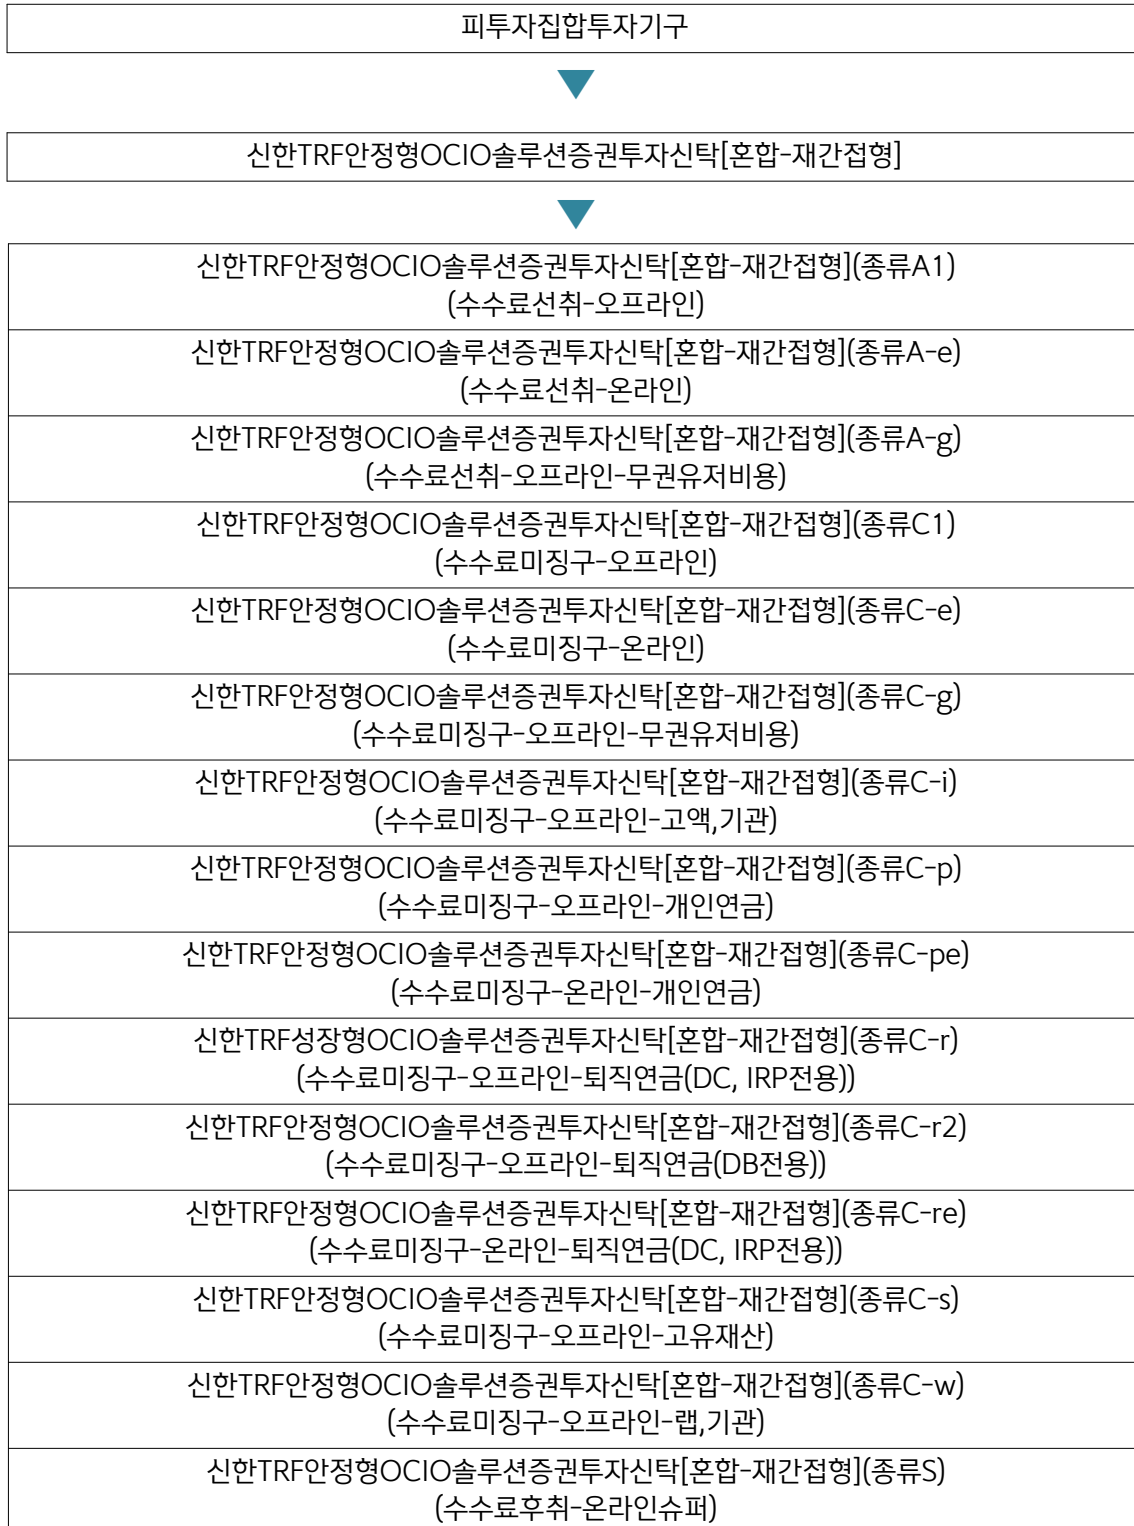 피투자집합투자기구
신한TRF안정형OCIO솔루션증권투자신탁[혼합-재간접형]
신한TRF안정형OCIO솔루션증권투자신탁[혼합-재간접형](종류A1)
(수수료선취-오프라인)
신한TRF안정형OCIO솔루션증권투자신탁[혼합-재간접형](종류A-e)
(수수료선취-온라인)
신한TRF안정형OCIO솔루션증권투자신탁[혼합-재간접형](종류A-g)
(수수료선취-오프라인-무권유저비용)
신한TRF안정형OCIO솔루션증권투자신탁[혼합-재간접형](종류C1)
(수수료미징구-오프라인)
신한TRF안정형OCIO솔루션증권투자신탁[혼합-재간접형](종류C-e)
(수수료미징구-온라인)
신한TRF안정형OCIO솔루션증권투자신탁[혼합-재간접형](종류C-g)
(수수료미징구-오프라인-무권유저비용)
신한TRF안정형OCIO솔루션증권투자신탁[혼합-재간접형](종류C-i)
(수수료미징구-오프라인-고액,기관)
신한TRF안정형OCIO솔루션증권투자신탁[혼합-재간접형](종류C-p)
(수수료미징구-오프라인-개인연금)
신한TRF안정형OCIO솔루션증권투자신탁[혼합-재간접형](종류C-pe)
(수수료미징구-온라인-개인연금)
신한TRF성장형OCIO솔루션증권투자신탁[혼합-재간접형](종류C-r)
(수수료미징구-오프라인-퇴직연금(DC, IRP전용))
신한TRF안정형OCIO솔루션증권투자신탁[혼합-재간접형](종류C-r2)
(수수료미징구-오프라인-퇴직연금(DB전용))
신한TRF안정형OCIO솔루션증권투자신탁[혼합-재간접형](종류C-re)
(수수료미징구-온라인-퇴직연금(DC, IRP전용))
신한TRF안정형OCIO솔루션증권투자신탁[혼합-재간접형](종류C-s)
(수수료미징구-오프라인-고유재산)
신한TRF안정형OCIO솔루션증권투자신탁[혼합-재간접형](종류C-w)
(수수료미징구-오프라인-랩,기관)
신한TRF안정형OCIO솔루션증권투자신탁[혼합-재간접형](종류S)
(수수료후취-온라인슈퍼)